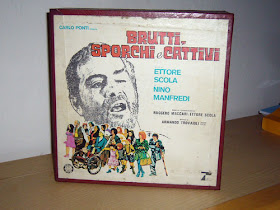 CARLO PONTI
BRUTTI,
SPORCHI e CATTIVI
ETTORE
SCOLA
NINO
MANFREDI
RUGGERO MACCARI · ETTORE SCOLA
ARMANDO TROVAJOLI